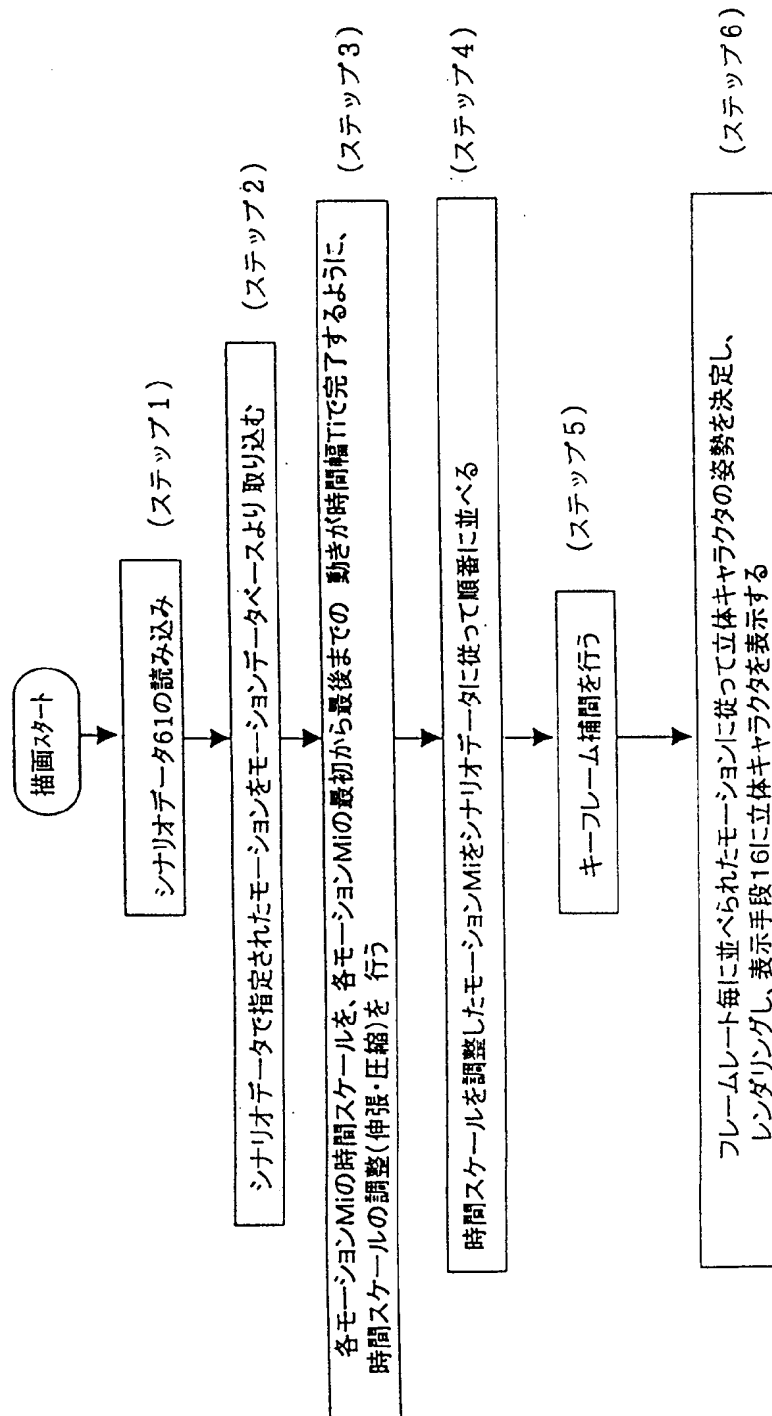 描画スタート
シナリオデータ61の読み込み
(ステップ1)
シナリオデータで指定されたモーションをモーションデータベースより取り込む
(ステップ2)
各モーションMiの時間スケールを、各モーションMiの最初から最後までの 動きが時間幅Tiで完了するように、
時間スケールの調整(伸張・圧縮)を 行う
(ステップ3)
時間スケールを調整したモーションMiをシナリオデータに従って順番に並べる
(ステップ4)
キーフレーム補間を行う
(ステップ5)
フレームレート毎に並べられたモーションに従って立体キャラクタの姿勢を決定し、
レンダリングし、表示手段16に立体キャラクタを表示する
(ステップ6)